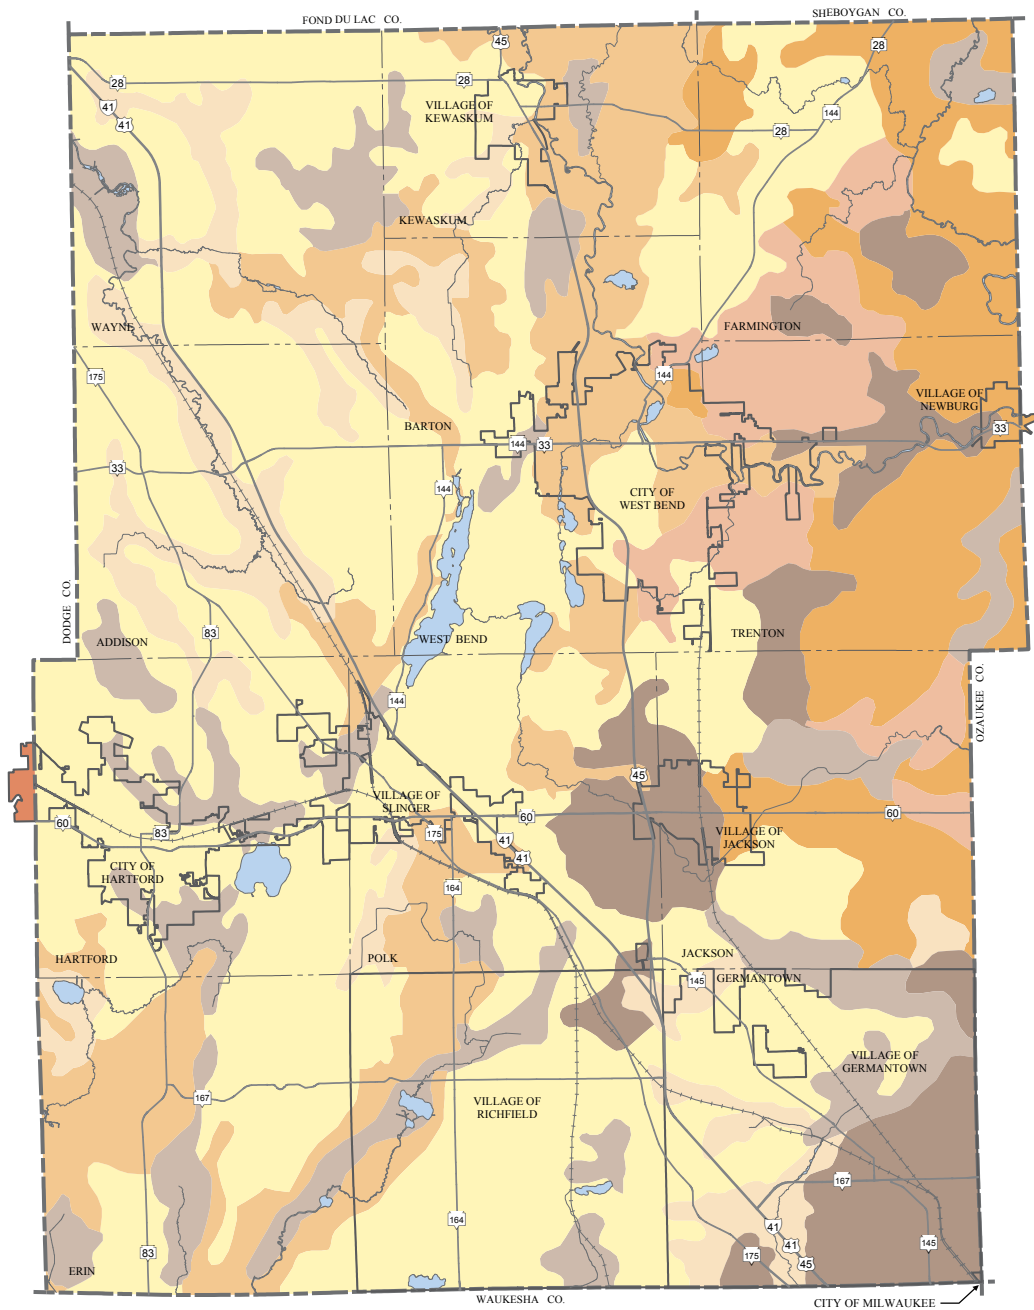 FOND DU LAC CO.
SHEBOYGAN CO.
45
28
28
28
41
41
VILLAGE OF
KEWASKUM
144
28
KEWASKUM
WAYNE
FARMINGTON
175
144
VILLAGE OF
NEWBURG
BARTON
33
144
33
33
144
CITY OF
WEST BEND
DODGE CO.
83
ADDISON
WEST BEND
TRENTON
OZAUKEE CO.
144
45
VILLAGE OF
SLINGER
60
83
175
60
60
VILLAGE OF
JACKSON
41
41
CITY OF
HARTFORD
164
HARTFORD
POLK
JACKSON
145
GERMANTOWN
VILLAGE OF
GERMANTOWN
167
VILLAGE OF
RICHFIELD
167
164
83
41
41
45
175
145
ERIN
WAUKESHA CO.
CITY OF MILWAUKEE